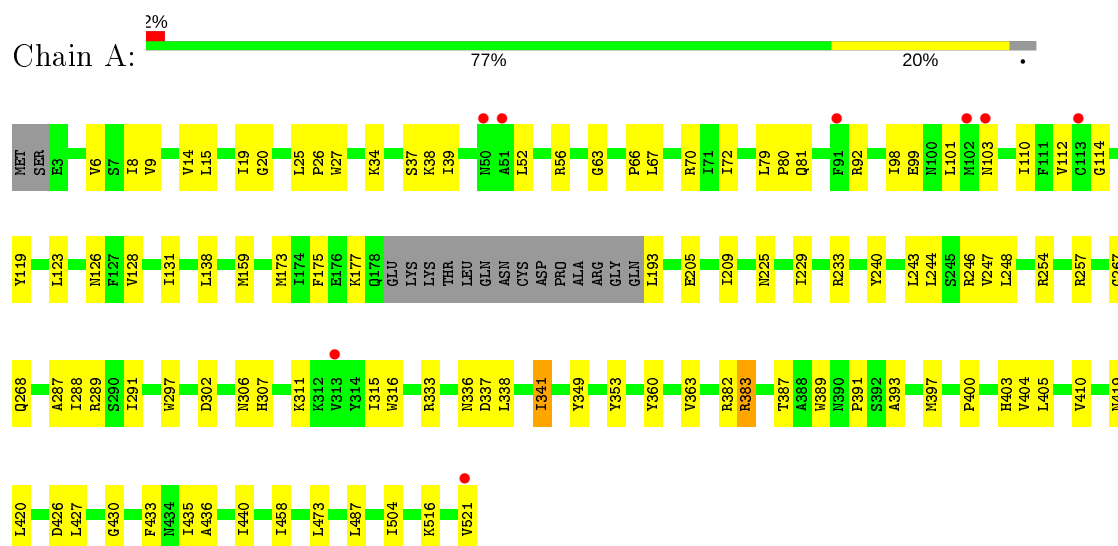 2%
Chain A:
77% 20% •
MET SER E3 V6 S7 I8 V9 V14 L15 I19 G20 L25 P26 W27 K34 S37 K38 I39 N50 A51 L52 R56 G63 P66 L67 R70 I71 I72 L79 P80 Q81 F91 R92 I98 E99 N100 L101 M102 N103 I110 F111 V112 C113 G114
Y119 L123 N126 F127 V128 I131 L138 M159 M173 I174 F175 E176 K177 Q178 GLU LYS LYS THR LEU GLN ASN CYS ASP PRO ALA ARG GLY GLN L193 E205 I209 N225 I229 R233 Y240 L243 L244 S245 R246 V247 L248 R254 R257
Q268 A287 I288 R289 S290 I291 W297 D302 N306 H307 K311 K312 V313 Y314 I315 W316 R333 N336 D337 L338 I341 Y349 Y353 Y360 V363 R382 R383 T387 A388 W389 N390 P391 S392 A393 M397 P400 H403 V404 L405 V410
L420 D426 L427 G430 F433 N434 I435 A436 I440 I458 L473 L487 I504 K516 V521